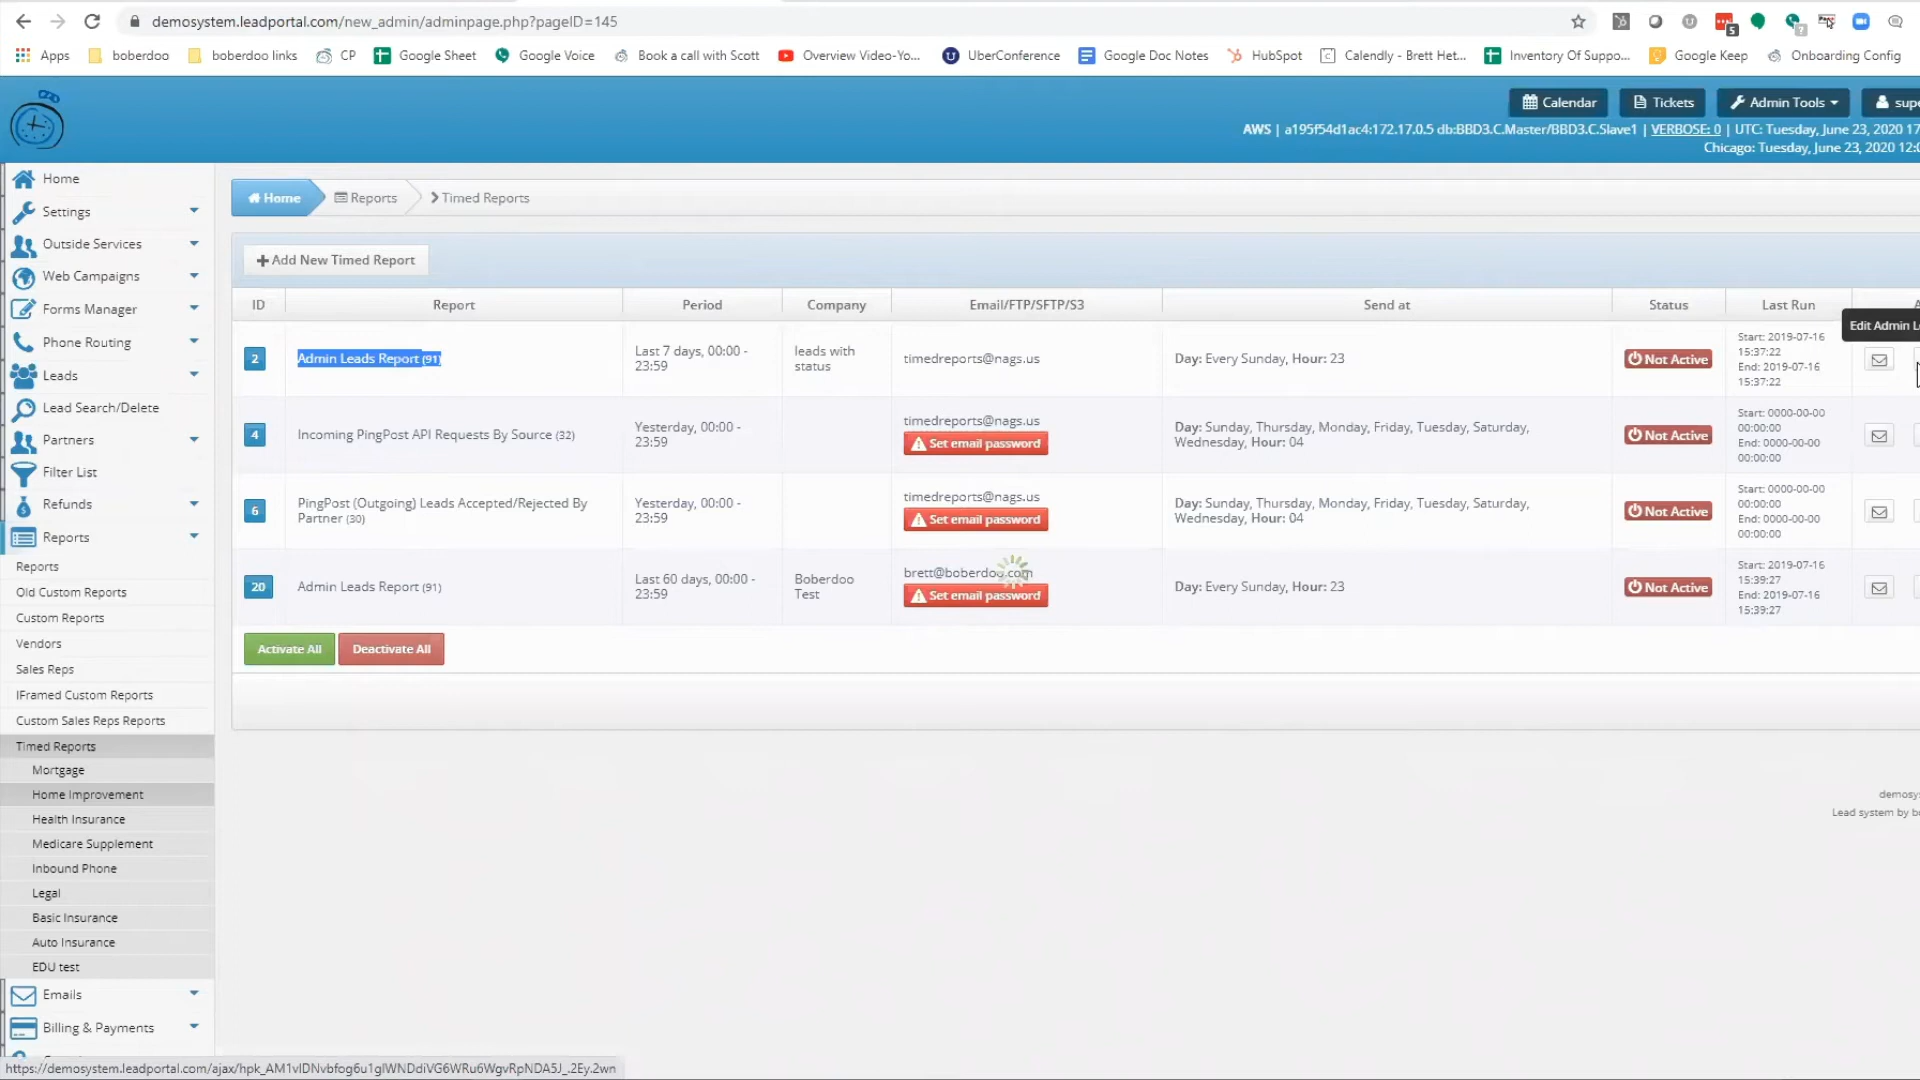 demosystem.leadportal.com/new_admin/adminpage.php?pageID=145
5
?
Apps
boberdoo
boberdoo links
CP
Google Sheet
Google Voice
Book a call with Scott
Overview Video-Yo...
UberConference
Google Doc Notes
HubSpot
Calendly - Brett Het...
Inventory Of Suppo...
Google Keep
Onboarding Config
Calendar
Tickets
Admin Tools
supe
AWS | a195f54d1ac4:172.17.0.5 db:BBD3.C.Master/BBD3.C.Slave1 | VERBOSE: 0 | UTC: Tuesday, June 23, 2020 17
Chicago: Tuesday, June 23, 2020 12:0
Home
Settings
Outside Services
Web Campaigns
Forms Manager
Phone Routing
Leads
Lead Search/Delete
Partners
Filter List
Refunds
Reports
Reports
Old Custom Reports
Custom Reports
Vendors
Sales Reps
IFramed Custom Reports
Custom Sales Reps Reports
Timed Reports
Mortgage
Home Improvement
Health Insurance
Medicare Supplement
Inbound Phone
Legal
Basic Insurance
Auto Insurance
EDU test
Emails
Billing & Payments
Home
Reports
Timed Reports
Add New Timed Report
ID
Report
Period
Company
Email/FTP/SFTP/S3
Send at
Status
Last Run
A
Edit Admin L
2
Admin Leads Report (91)
Last 7 days, 00:00 -
23:59
leads with
status
timedreports@nags.us
Day: Every Sunday, Hour: 23
Not Active
Start: 2019-07-16
15:37:22
End: 2019-07-16
15:37:22
4
Incoming PingPost API Requests By Source (32)
Yesterday, 00:00 -
23:59
timedreports@nags.us
Set email password
Day: Sunday, Thursday, Monday, Friday, Tuesday, Saturday,
Wednesday, Hour: 04
Not Active
Start: 0000-00-00
00:00:00
End: 0000-00-00
00:00:00
6
PingPost (Outgoing) Leads Accepted/Rejected By
Partner (30)
Yesterday, 00:00 -
23:59
timedreports@nags.us
Set email password
Day: Sunday, Thursday, Monday, Friday, Tuesday, Saturday,
Wednesday, Hour: 04
Not Active
Start: 0000-00-00
00:00:00
End: 0000-00-00
00:00:00
20
Admin Leads Report (91)
Last 60 days, 00:00 -
23:59
Boberdoo
Test
brett@boberdoo.com
Set email password
Day: Every Sunday, Hour: 23
Not Active
Start: 2019-07-16
15:39:27
End: 2019-07-16
15:39:27
Activate All
Deactivate All
demosys
Lead system by b